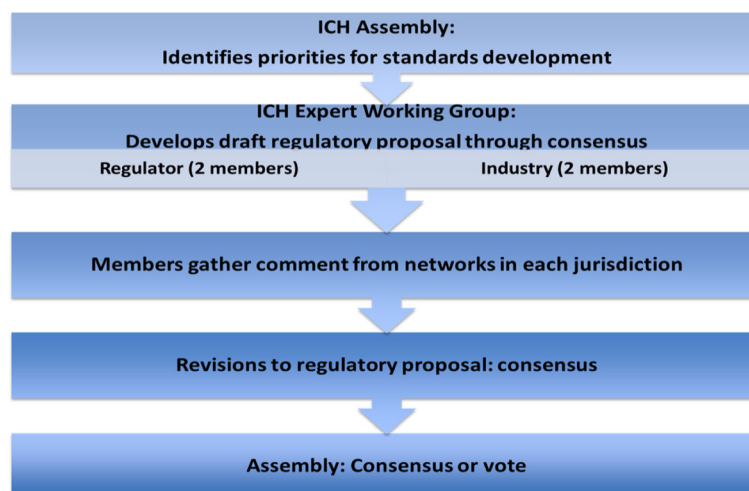 ICH Assembly:
Identifies priorities for standards development
ICH Expert Working Group:
Develops draft regulatory proposal through consensus
Regulator (2 members) Industry (2 members)
Members gather comment from networks in each jurisdiction
Revisions to regulatory proposal: consensus
Assembly: Consensus or vote